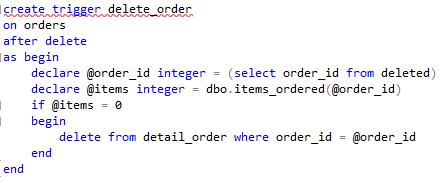 create trigger delete_order
on orders
after delete
as begin
declare @order_id integer = (select order_id from deleted)
declare @items integer = dbo.items_ordered(@order_id)
if @items = 0
begin
delete from detail_order where order_id = @order_id
end
end